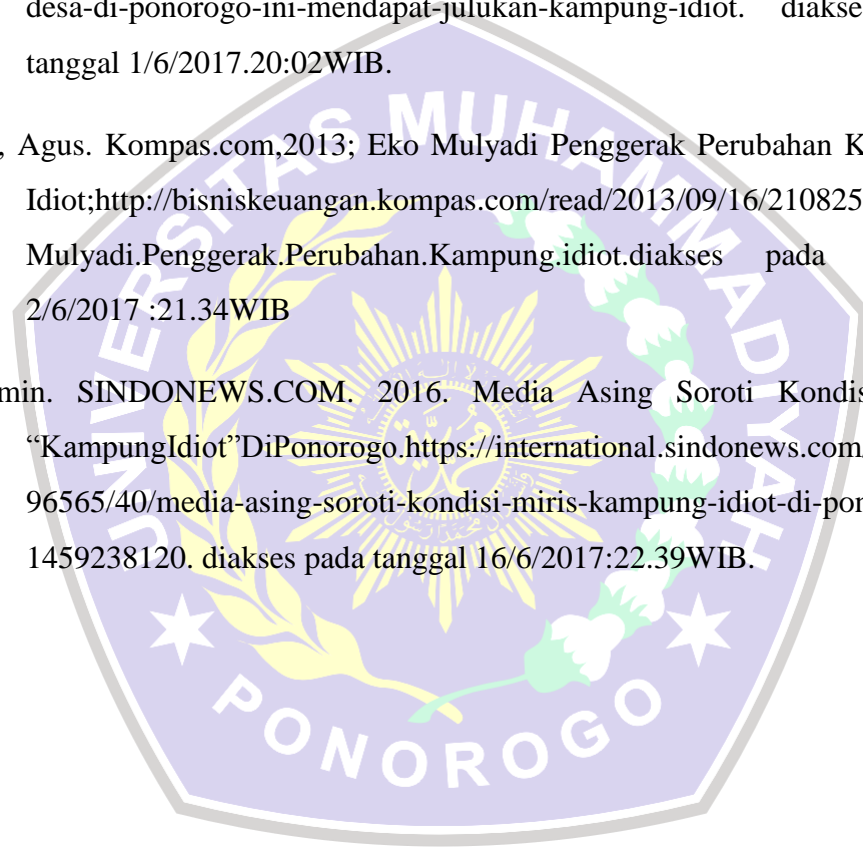 desa-di-ponorogo-ini-mendapat-julukan-kampung-idiot. diakse
tanggal 1/6/2017.20:02WIB.
, Agus. Kompas.com,2013; Eko Mulyadi Penggerak Perubahan K
Idiot;http://bisniskeuangan.kompas.com/read/2013/09/16/210825
Mulyadi.Penggerak.Perubahan.Kampung.idiot.diakses pada
2/6/2017 :21.34WIB
min. SINDONEWS.COM. 2016. Media Asing Soroti Kondis
“KampungIdiot”DiPonorogo.https://international.sindonews.com
96565/40/media-asing-soroti-kondisi-miris-kampung-idiot-di-pon
1459238120. diakses pada tanggal 16/6/2017:22.39WIB.
UNIVERSITAS MUHAMMADIYAH
PONOROGO